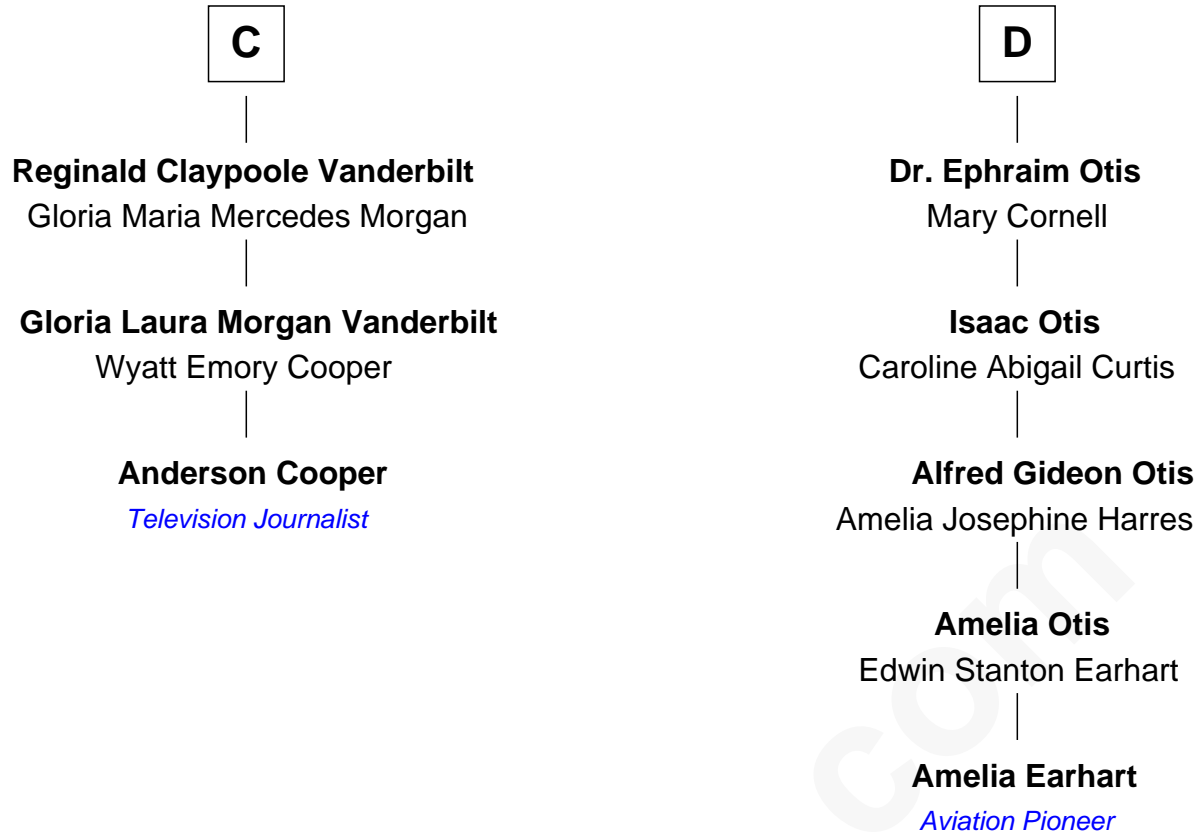 C
Reginald Claypoole Vanderbilt
Gloria Maria Mercedes Morgan
Gloria Laura Morgan Vanderbilt
Wyatt Emory Cooper
Anderson Cooper
Television Journalist
D
Dr. Ephraim Otis
Mary Cornell
Isaac Otis
Caroline Abigail Curtis
Alfred Gideon Otis
Amelia Josephine Harres
Amelia Otis
Edwin Stanton Earhart
Amelia Earhart
Aviation Pioneer
com